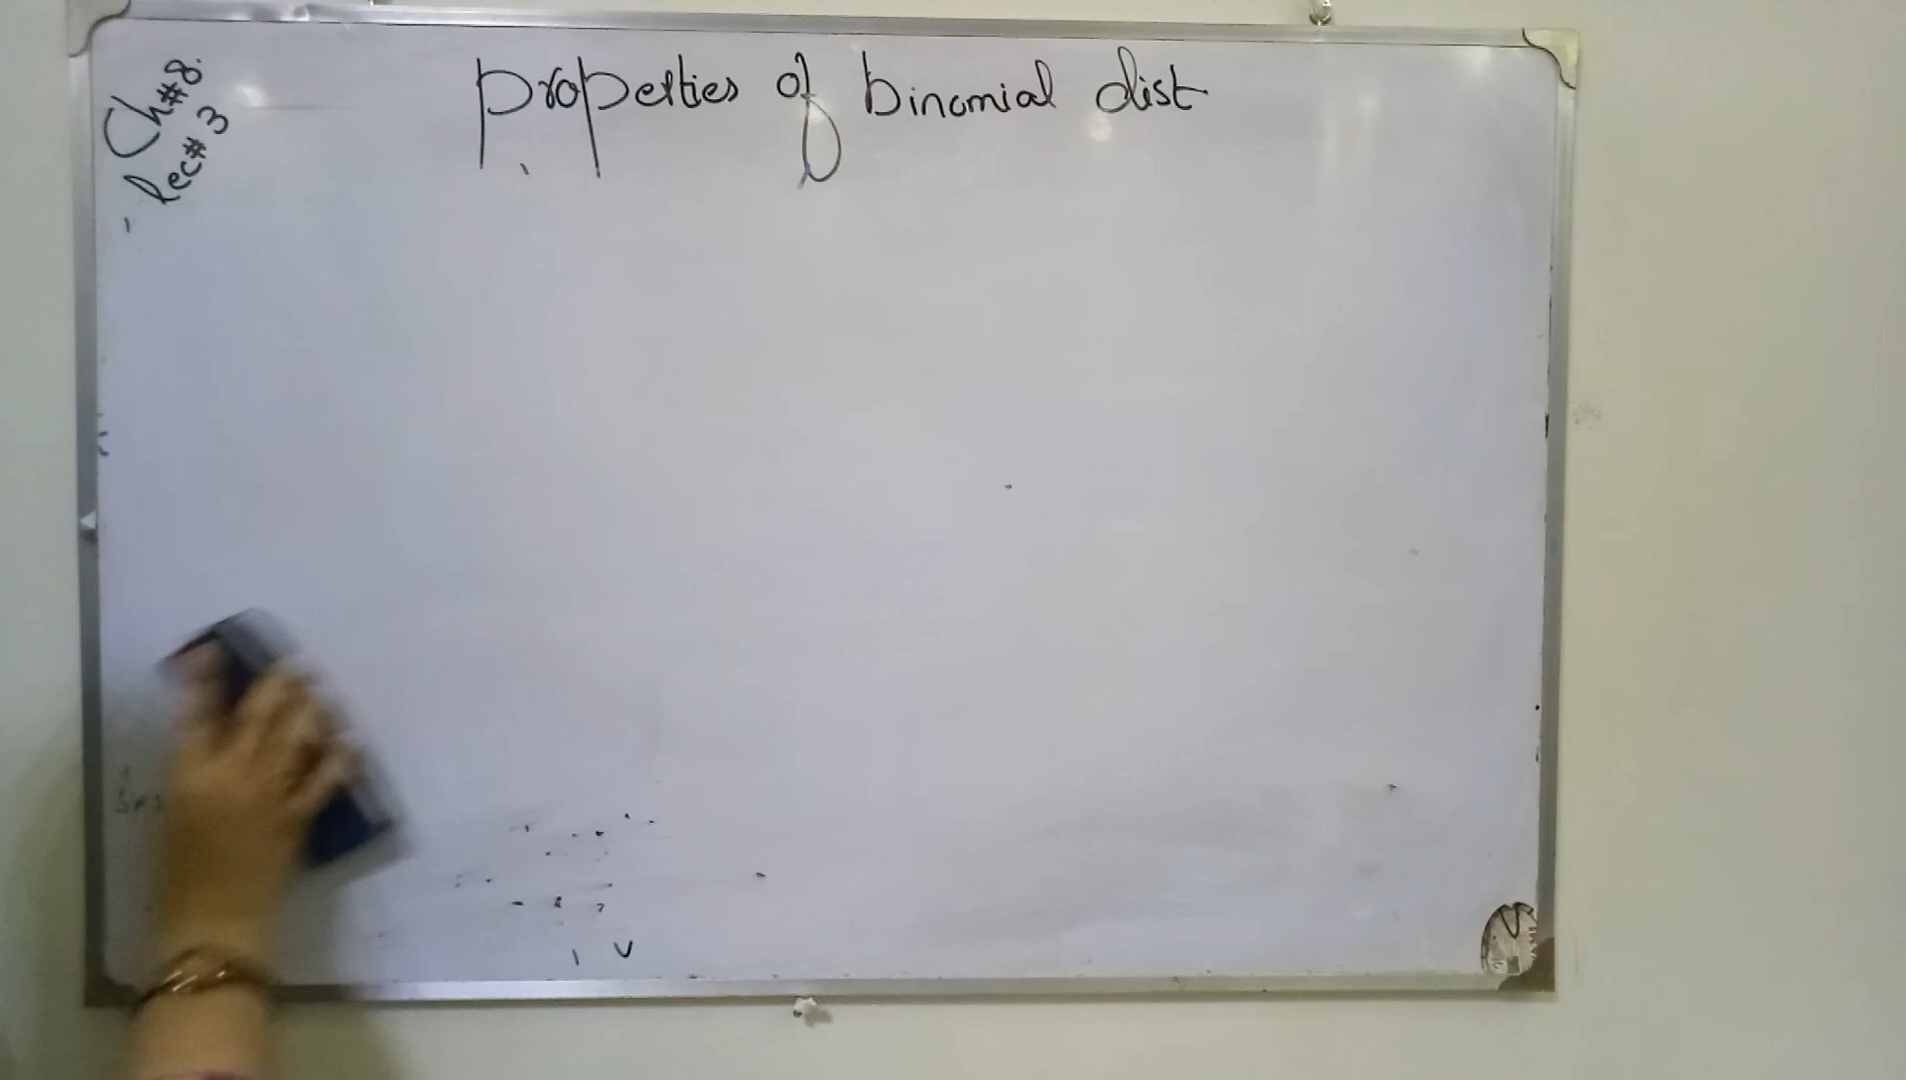 Ch#8.
Lec#3
properties of binomial dist